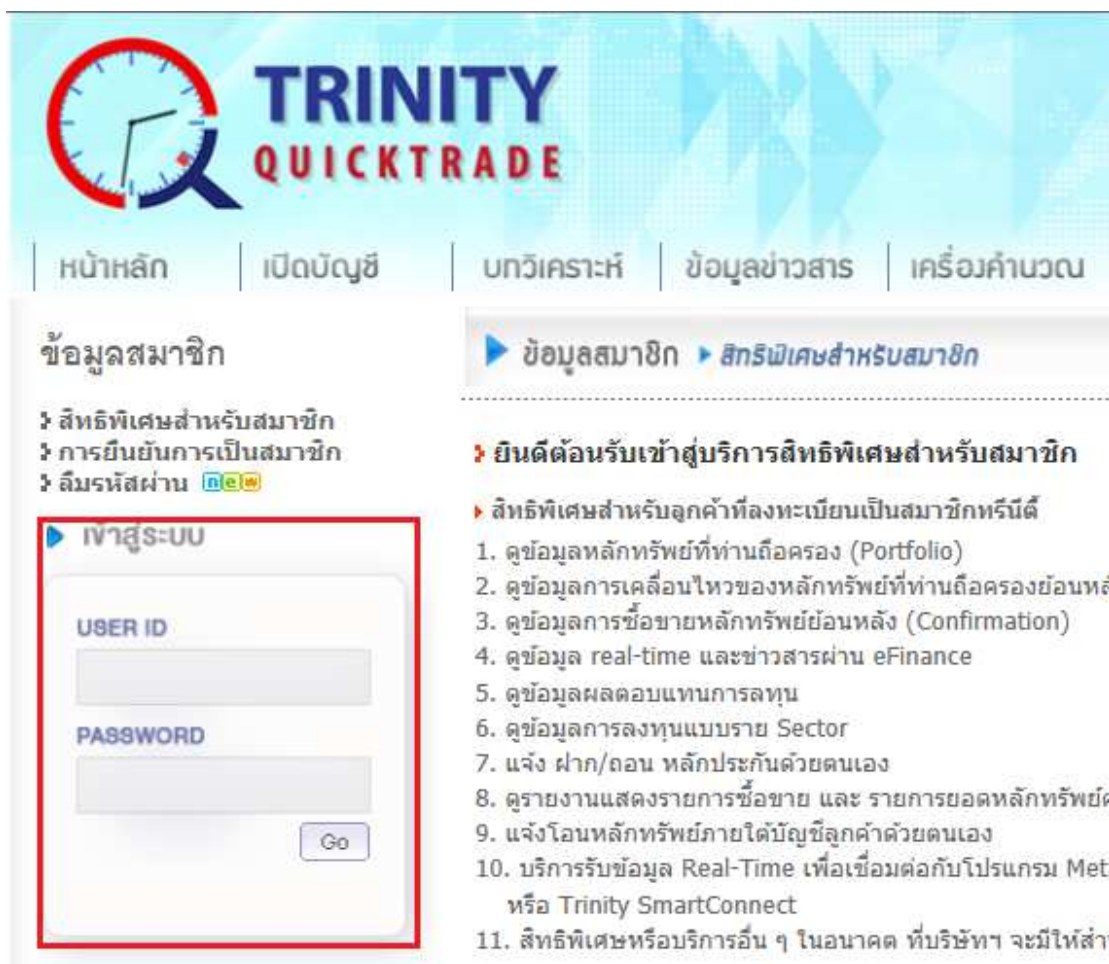 TRINITY
QUICKTRADE
หน้าหลัก
เปิดบัญชี
บทวิเคราะห์
ข้อมูลข่าวสาร
เครื่องคำนวณ
ข้อมูลสมาชิก
สิทธิพิเศษสำหรับสมาชิก
การยืนยันการเป็นสมาชิก
ลืมรหัสผ่าน new
เข้าสู่ระบบ
USER ID
PASSWORD
Go
ข้อมูลสมาชิก สิทธิพิเศษสำหรับสมาชิก
ยินดีต้อนรับเข้าสู่บริการสิทธิพิเศษสำหรับสมาชิก
สิทธิพิเศษสำหรับลูกค้าที่ลงทะเบียนเป็นสมาชิกทรีนีตี้
1. ดูข้อมูลหลักทรัพย์ที่ท่านถือครอง (Portfolio)
2. ดูข้อมูลการเคลื่อนไหวของหลักทรัพย์ที่ท่านถือครองย้อนหลั
3. ดูข้อมูลการซื้อขายหลักทรัพย์ย้อนหลัง (Confirmation)
4. ดูข้อมูล real-time และข่าวสารผ่าน eFinance
5. ดูข้อมูลผลตอบแทนการลทุน
6. ดูข้อมูลการลงทุนแบบราย Sector
7. แจ้ง ฝาก/ถอน หลักประกันด้วยตนเอง
8. ดูรายงานแสดงรายการซื้อขาย และ รายการยอดหลักทรัพย์
9. แจ้งโอนหลักทรัพย์ภายใต้บัญชีลูกค้าด้วยตนเอง
10. บริการรับข้อมูล Real-Time เพื่อเชื่อมต่อกับโปรแกรม Met
หรือ Trinity SmartConnect
11. สิทธิพิเศษหรือบริการอื่น ๆ ในอนาคต ที่บริษัทฯ จะมีให้สำ